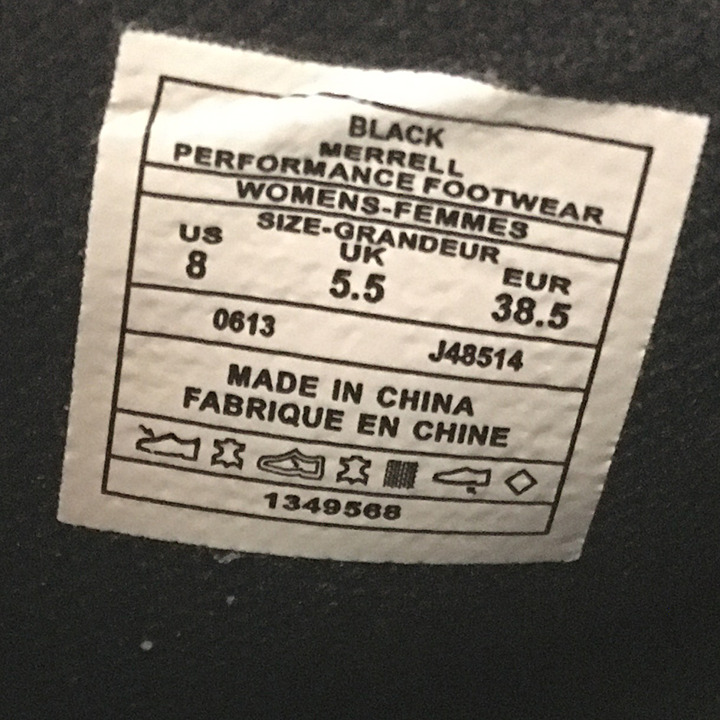 BLACK
MERRELL
PERFORMANCE FOOTWEAR
WOMENS-FEMMES
SIZE-GRANDEUR
US UK EUR
8 5.5 38.5
0613 J48514
MADE IN CHINA
FABRIQUE EN CHINE
1349568